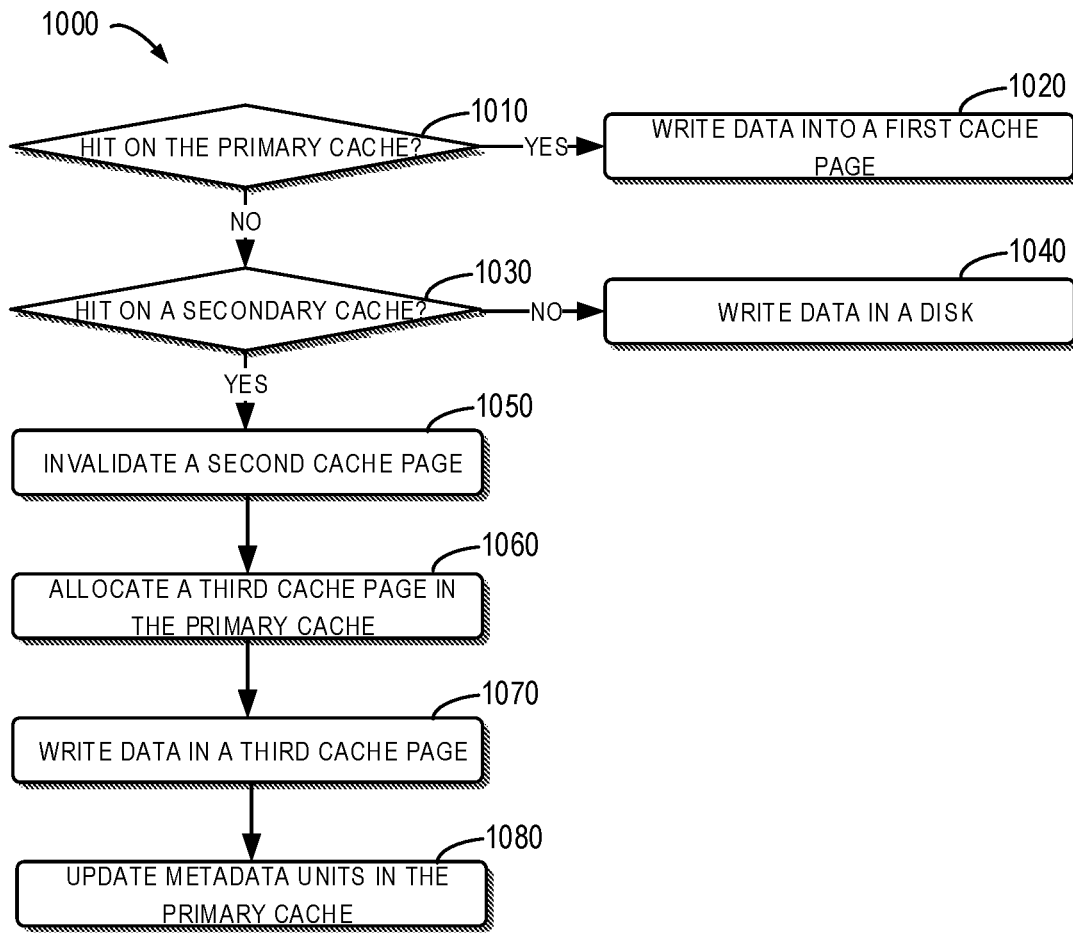 1000
1010
HIT ON THE PRIMARY CACHE?
YES
1020
WRITE DATA INTO A FIRST CACHE
PAGE
NO
1030
HIT ON A SECONDARY CACHE?
NO
1040
WRITE DATA IN A DISK
YES
1050
INVALIDATE A SECOND CACHE PAGE
1060
ALLOCATE A THIRD CACHE PAGE IN
THE PRIMARY CACHE
1070
WRITE DATA IN A THIRD CACHE PAGE
1080
UPDATE METADATA UNITS IN THE
PRIMARY CACHE